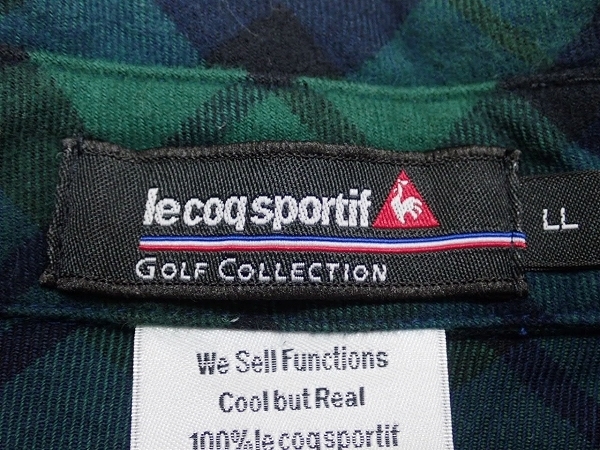 le coq sportif
GOLF COLLECTION
LL
We Sell Functions
Cool but Real
100% le coq sportif